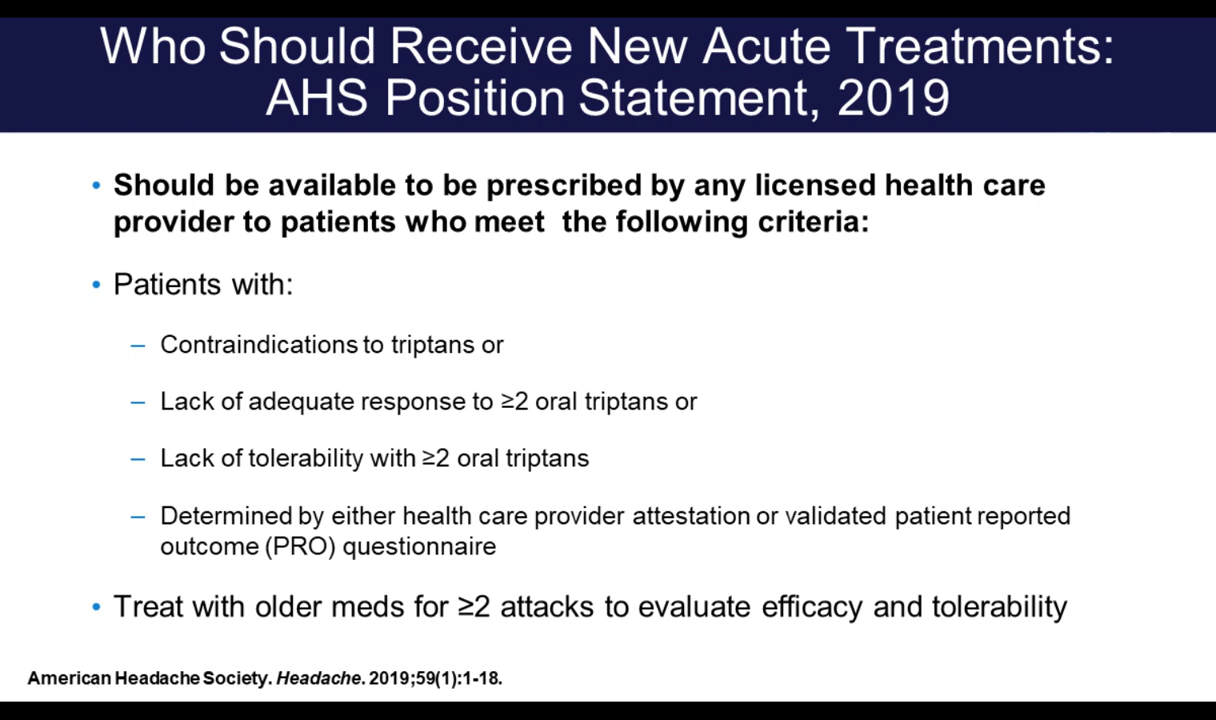 Who Should Receive New Acute Treatments:
AHS Position Statement, 2019
• Should be available to be prescribed by any licensed health care
provider to patients who meet the following criteria:
• Patients with:
– Contraindications to triptans or
– Lack of adequate response to ≥2 oral triptans or
– Lack of tolerability with ≥2 oral triptans
– Determined by either health care provider attestation or validated patient reported
outcome (PRO) questionnaire
• Treat with older meds for ≥2 attacks to evaluate efficacy and tolerability
American Headache Society. Headache. 2019;59(1):1-18.